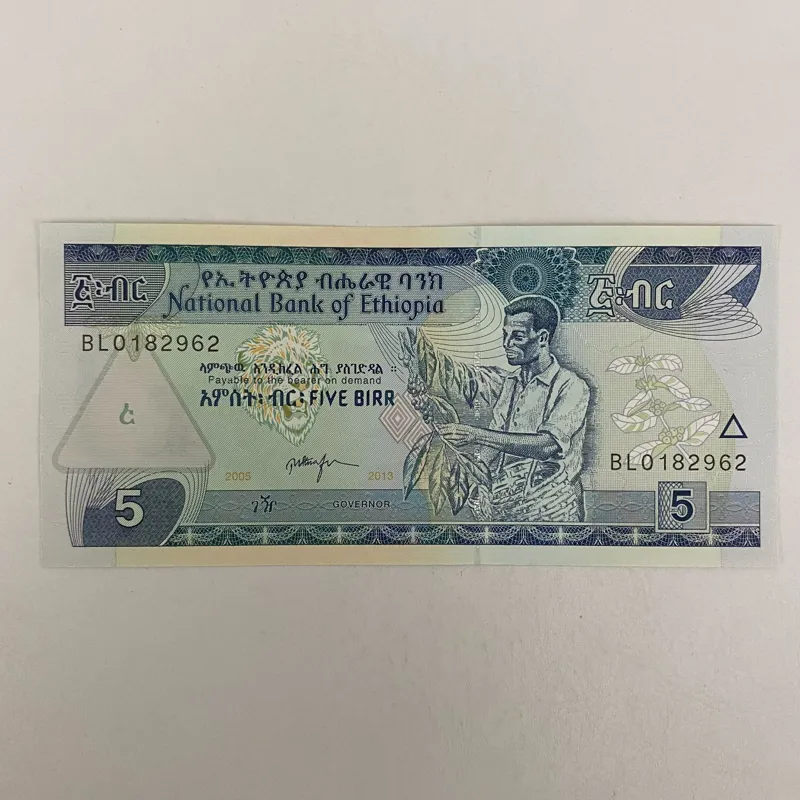 ፭፡ብር
የኢትዮጵያ ብሔራዊ ባንክ
National Bank of Ethiopia
፭፡ብር
BL0182962
ላምጭው እንዲከፈል ሕግ ያስገድዳል ።
Payable to the bearer on demand
አምስት፡ ብር፡ FIVE BIRR
፭
BL0182962
2005
2013
5
ገዥ
GOVERNOR
5